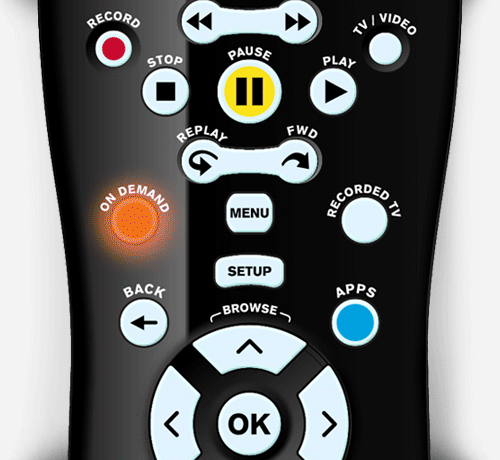 RECORD
TV / VIDEO
STOP
PAUSE
PLAY
REPLAY
FWD
ON DEMAND
MENU
RECORDED TV
SETUP
BACK
APPS
BROWSE
OK